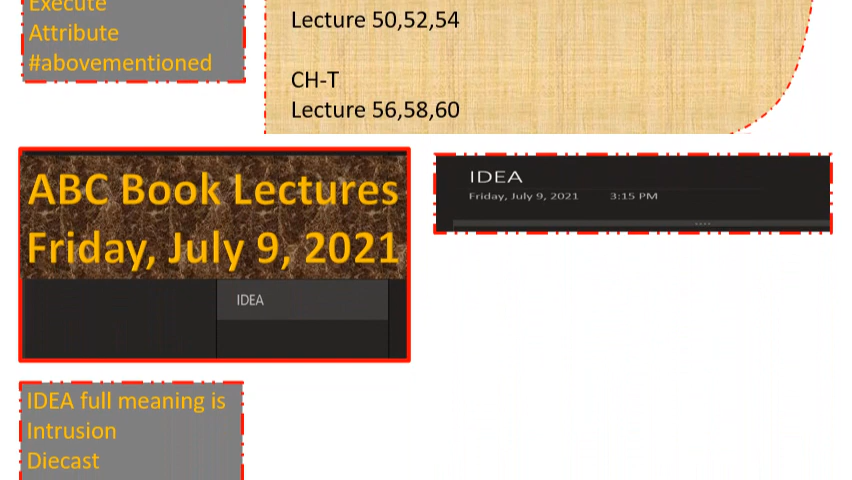 Execute
Attribute
#abovementioned
Lecture 50,52,54
CH-T
Lecture 56,58,60
ABC Book Lectures
Friday, July 9, 2021
IDEA
IDEA
Friday, July 9, 2021 3:15 PM
IDEA full meaning is
Intrusion
Diecast